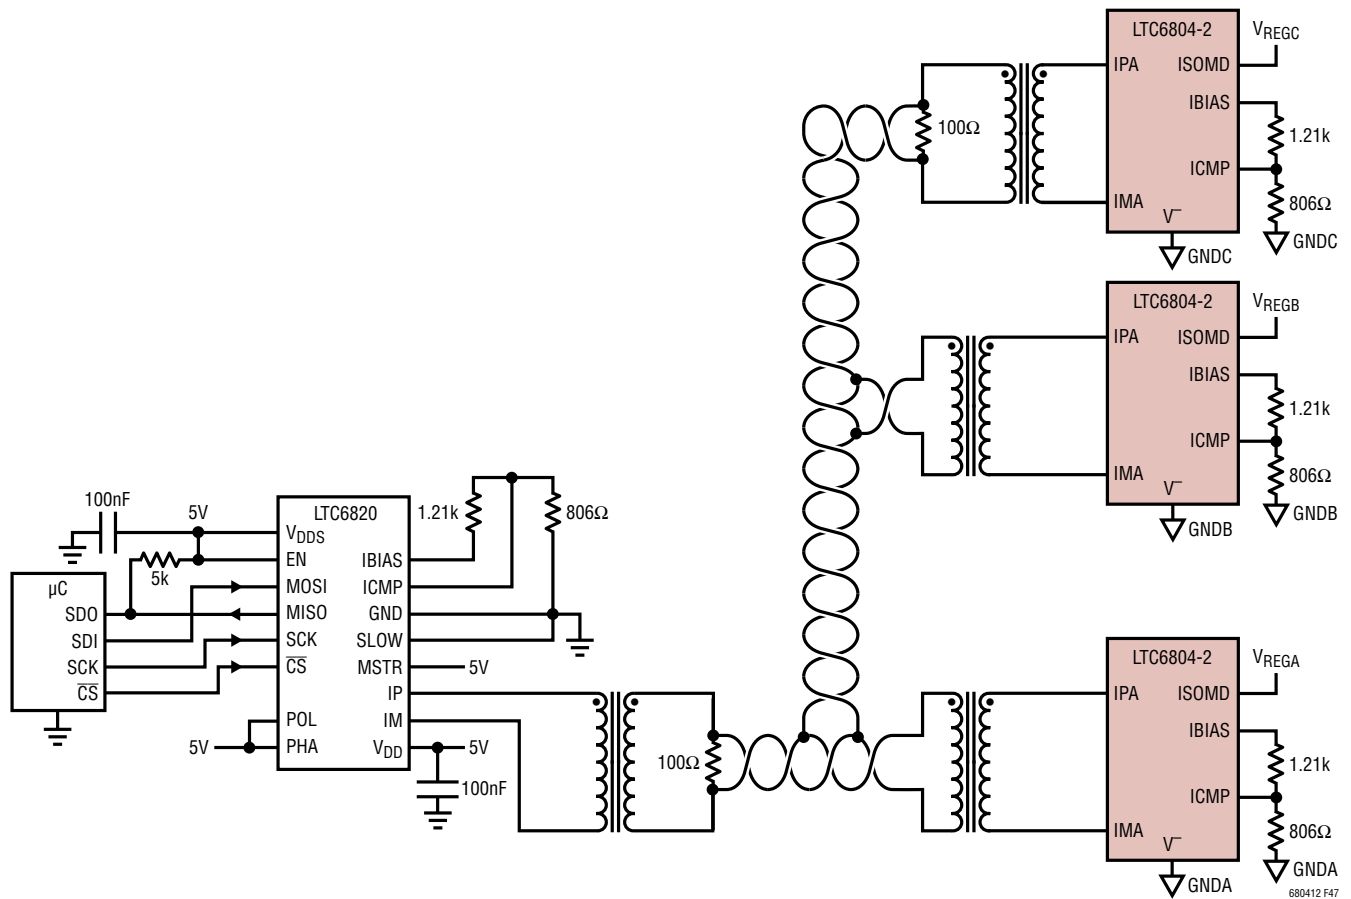 LTC6804-2
VREGC
IPA
ISOMD
IBIAS
100Ω
1.21k
ICMP
IMA
806Ω
V–
GNDC
GNDC
LTC6804-2
VREGB
IPA
ISOMD
IBIAS
1.21k
ICMP
IMA
806Ω
V–
GNDB
GNDB
100nF
5V
LTC6820
1.21k
806Ω
VDDS
EN
IBIAS
5k
µC
MOSI
ICMP
SDO
MISO
GND
SDI
SCK
SLOW
SCK
CS
MSTR
5V
CS
IP
POL
IM
5V
PHA
VDD
5V
100nF
100Ω
LTC6804-2
VREGA
IPA
ISOMD
IBIAS
1.21k
ICMP
IMA
806Ω
V–
GNDA
GNDA
680412 F47